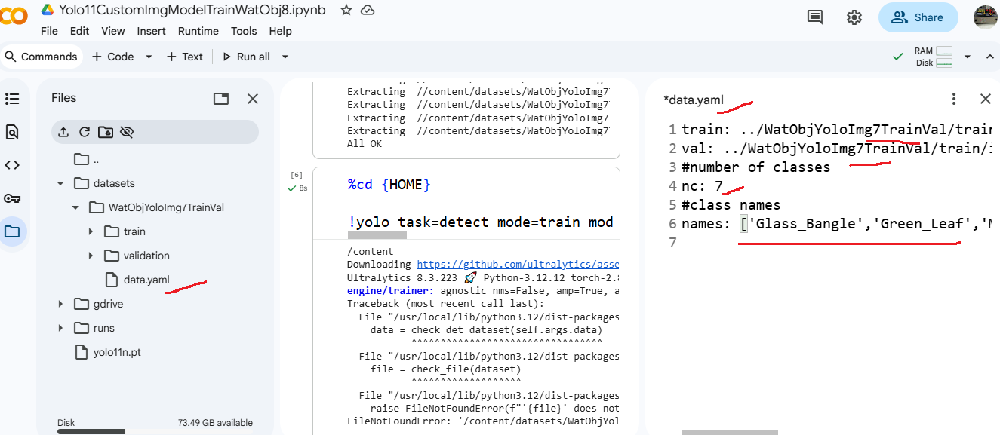 Yolo11CustomImgModelTrainWatObj8.ipynb
File Edit View Insert Runtime Tools Help
Share
Commands + Code + Text Run all
RAM
Disk
Files
..
datasets
WatObjYoloImg7TrainVal
train
validation
data.yaml
gdrive
runs
yolo11n.pt
Disk 73.49 GB available
Extracting //content/datasets/WatObjYoloImg7
Extracting //content/datasets/WatObjYoloImg7
Extracting //content/datasets/WatObjYoloImg7
Extracting //content/datasets/WatObjYoloImg7
All OK
[6]
8s
%cd {HOME}
!yolo task=detect mode=train mod
/content
Downloading https://github.com/ultralytics/asse
Ultralytics 8.3.223 🚀 Python-3.12.12 torch-2.8
engine/trainer: agnostic_nms=False, amp=True, a
Traceback (most recent call last):
File "/usr/local/lib/python3.12/dist-packages
data = check_det_dataset(self.args.data)
^^^^^^^^^^^^^^^^^^^^^^^^^^^^^^^^^
File "/usr/local/lib/python3.12/dist-packages
file = check_file(dataset)
^^^^^^^^^^^^^^^^^^^
File "/usr/local/lib/python3.12/dist-packages
raise FileNotFoundError(f"'{file}' does not
FileNotFoundError: '/content/datasets/WatObjYol
*data.yaml
1 train: ../WatObjYoloImg7TrainVal/train
2 val: ../WatObjYoloImg7TrainVal/train/i
3 #number of classes
4 nc: 7
5 #class names
6 names: ['Glass_Bangle','Green_Leaf','M
7